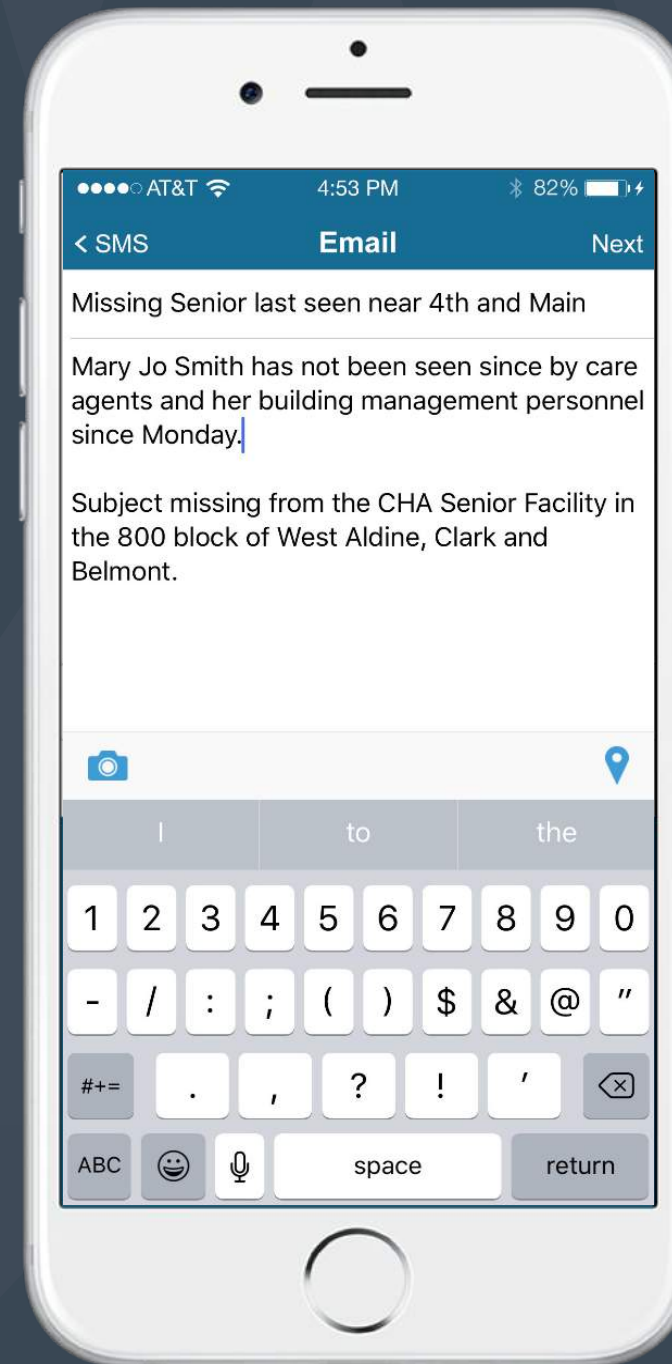 AT&T 4:53 PM 82%
< SMS Email Next
Missing Senior last seen near 4th and Main
Mary Jo Smith has not been seen since by care
agents and her building management personnel
since Monday.
Subject missing from the CHA Senior Facility in
the 800 block of West Aldine, Clark and
Belmont.
I to the
1 2 3 4 5 6 7 8 9 0
- / : ; ( ) $ & @ "
#+= . , ? ! '
ABC space return